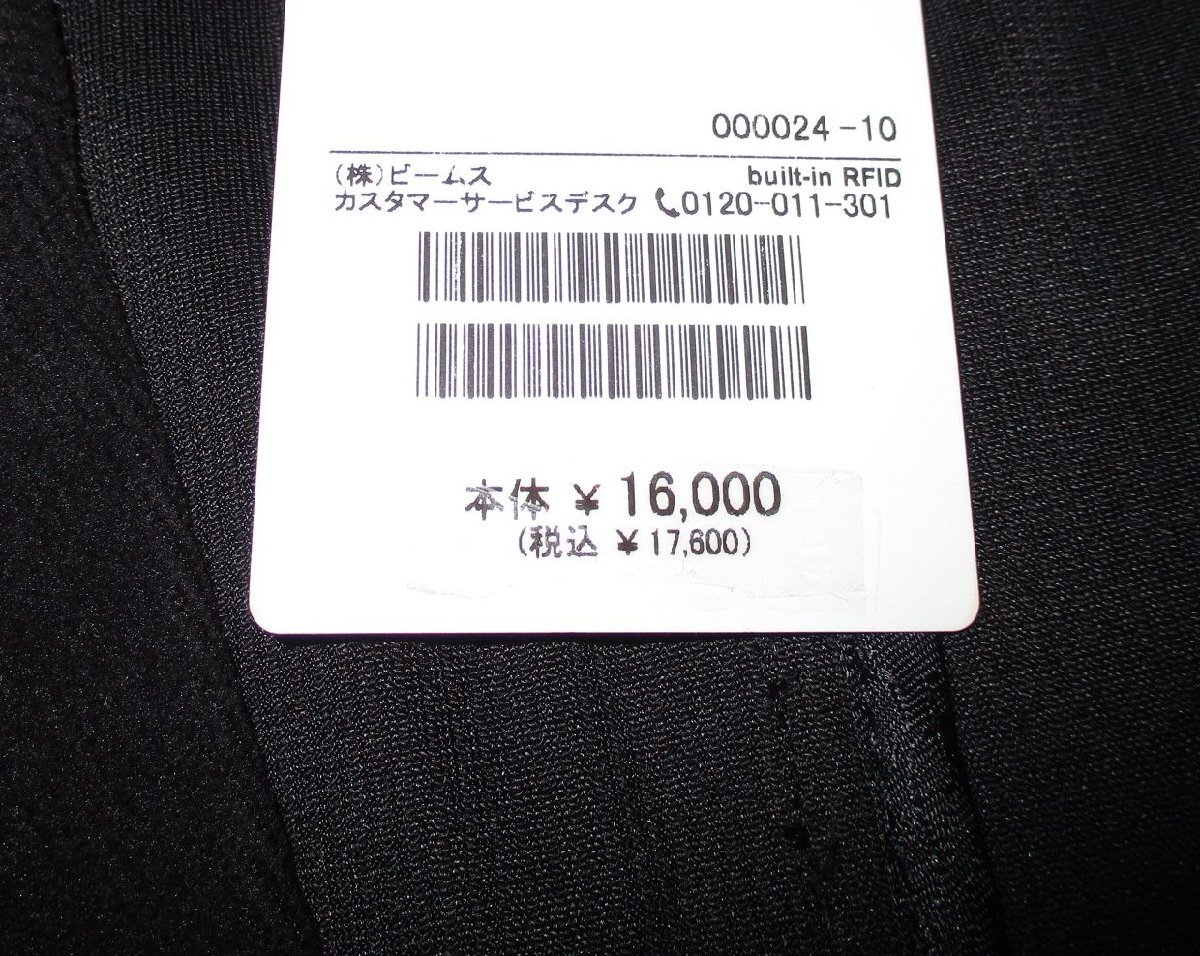 000024-10
(株)ビームス built-in RFID
カスタマーサービスデスク 0120-011-301
本体 ¥ 16,000
(税込 ¥ 17,600)